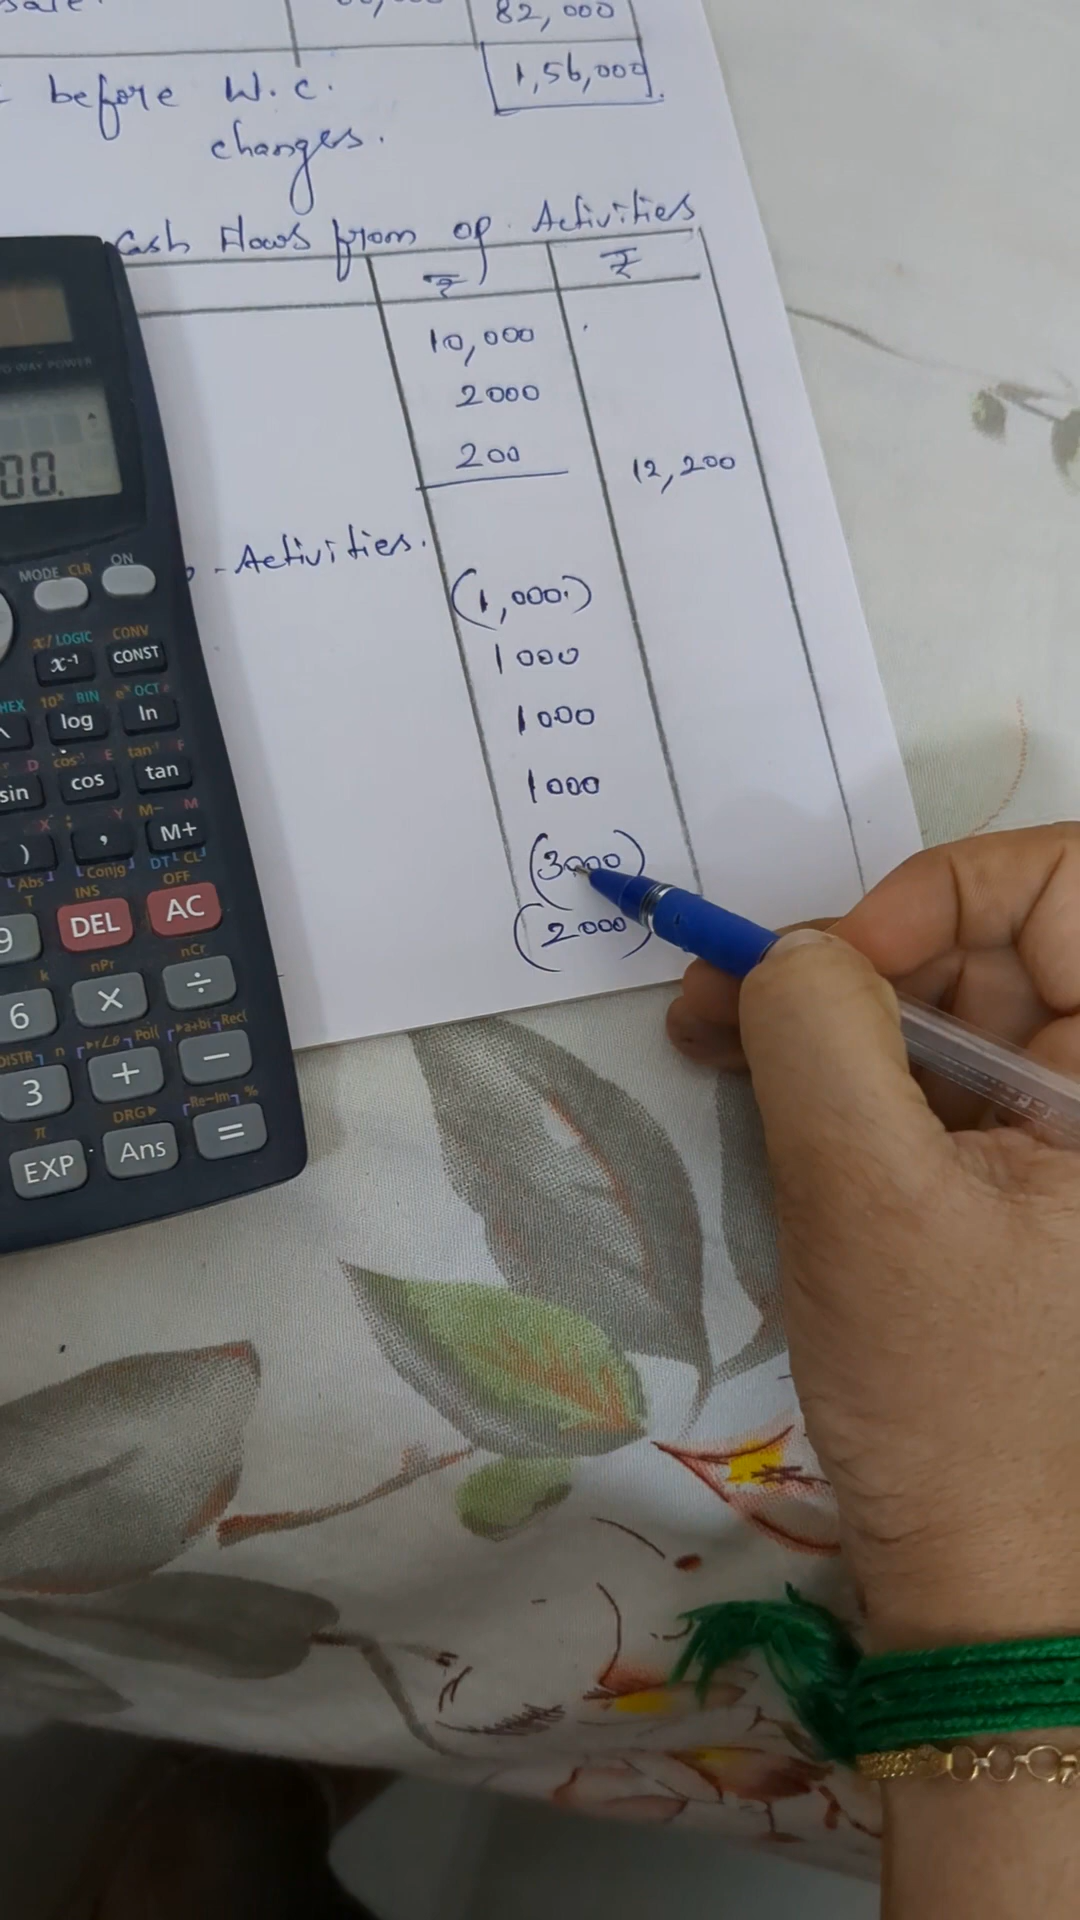 82,000
before W.C. 1,56,000
changes.
Cash Flows from op. Activities
₹ ₹
10,000
2000
200 12,200
- Activities.
(1,000.)
1000
1000
1000
(3000)
(2000)
00.
MODE CLR ON
x! LOGIC CONV
x-1 CONST
HEX 10x BIN ex OCT
log ln
D cos-1 E tan-1 F
sin cos tan
X ; Y M- M
) , M+
Abs Conjg DT CL
INS OFF
9 DEL AC
k nPr nCr
6 X ÷
DISTR n r∠θ Pol( a+bi Rec(
3 + −
π DRG▸ Re-Im %
EXP Ans =